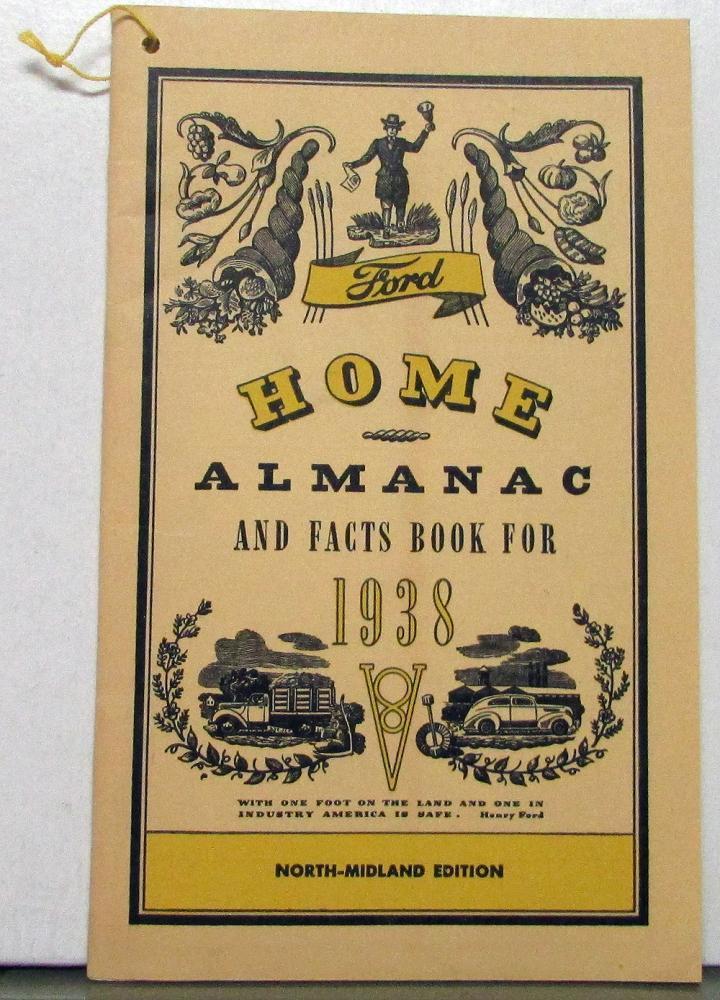 Ford
HOME
ALMANAC
AND FACTS BOOK FOR
1938
V8
WITH ONE FOOT ON THE LAND AND ONE IN
INDUSTRY AMERICA IS SAFE. Henry Ford
NORTH-MIDLAND EDITION